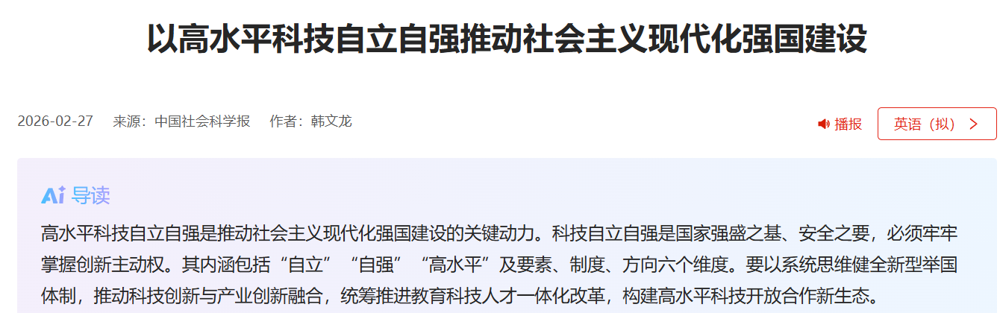 以高水平科技自立自强推动社会主义现代化强国建设
2026-02-27 来源：中国社会科学报 作者：韩文龙
播报 英语（拟）
Ai 导读
高水平科技自立自强是推动社会主义现代化强国建设的关键动力。科技自立自强是国家强盛之基、安全之要，必须牢牢
掌握创新主动权。其内涵包括“自立”“自强”“高水平”及要素、制度、方向六个维度。要以系统思维健全新型举国
体制，推动科技创新与产业创新融合，统筹推进教育科技人才一体化改革，构建高水平科技开放合作新生态。